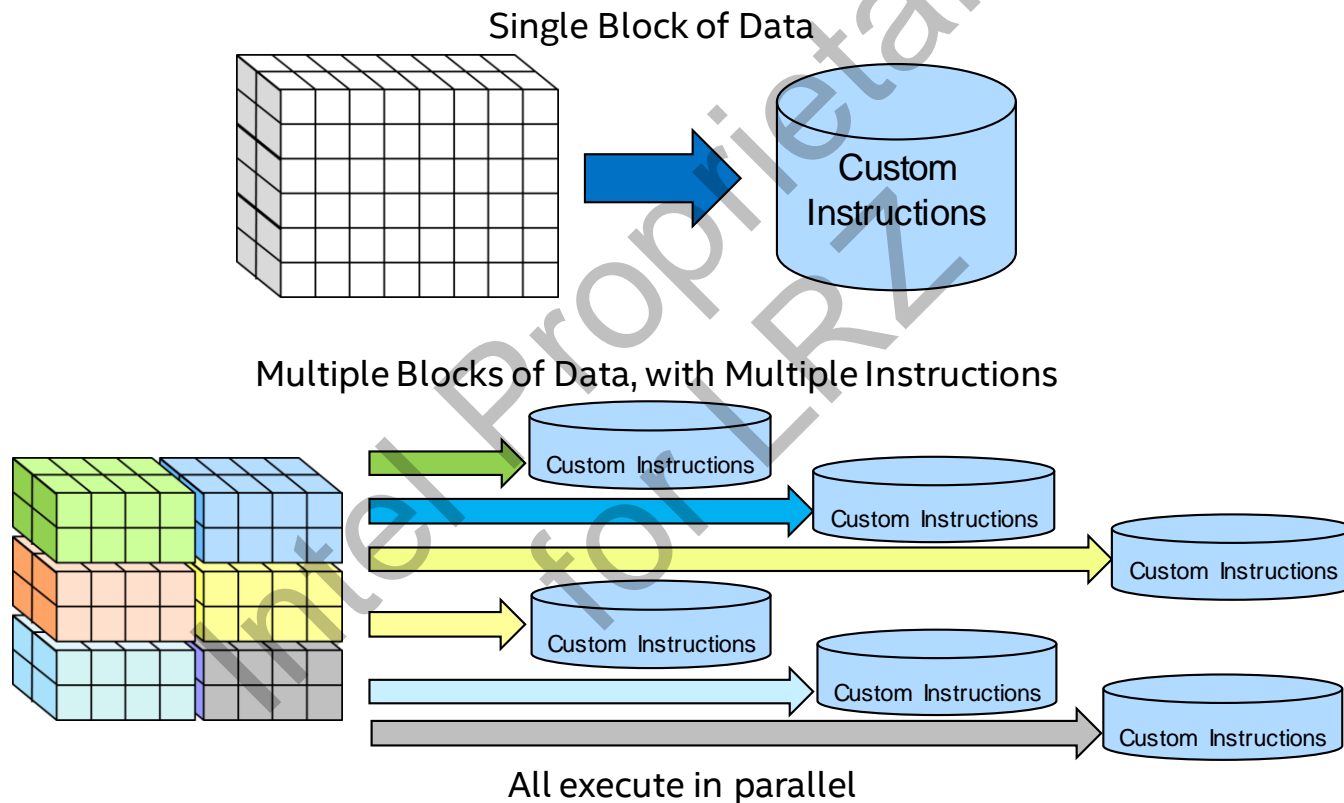 Single Block of Data
Custom
Instructions
Multiple Blocks of Data, with Multiple Instructions
Custom Instructions
Custom Instructions
Custom Instructions
Custom Instructions
Custom Instructions
Custom Instructions
All execute in parallel
Intel Proprieta
for LRZ